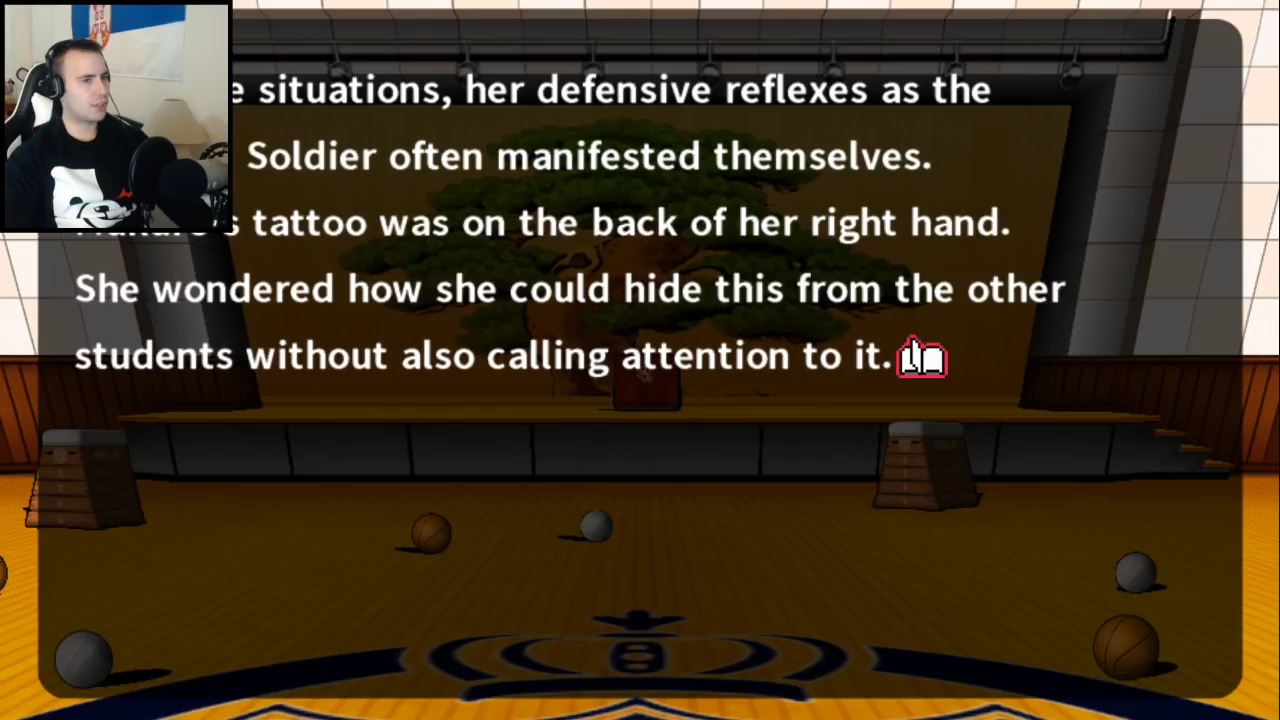 situations, her defensive reflexes as the
Soldier often manifested themselves.
tattoo was on the back of her right hand.
She wondered how she could hide this from the other
students without also calling attention to it.